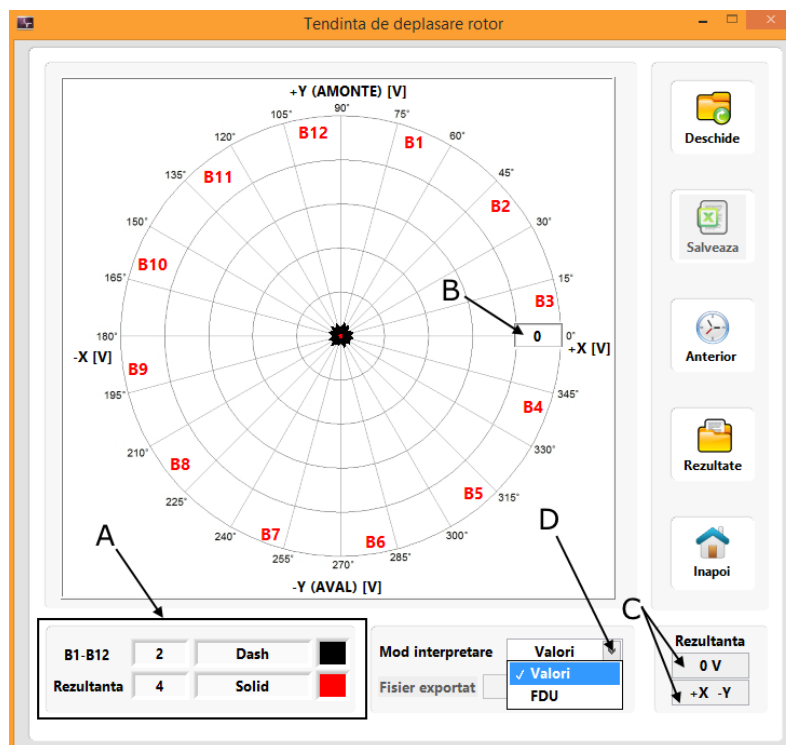 Tendinta de deplasare rotor
+Y (AMONTE) [V]
90°
105°
75°
120°
60°
135°
45°
150°
30°
165°
15°
180°
0°
195°
345°
210°
330°
225°
315°
240°
300°
255°
285°
270°
B12
B1
B11
B2
B10
B3
B
0
-X [V]
+X [V]
B9
B4
B8
B5
B7
B6
-Y (AVAL) [V]
A
D
C
Deschide
Salveaza
Anterior
Rezultate
Inapoi
B1-B12 2 Dash
Rezultanta 4 Solid
Mod interpretare Valori
✓ Valori
FDU
Fisier exportat
Rezultanta
0 V
+X -Y